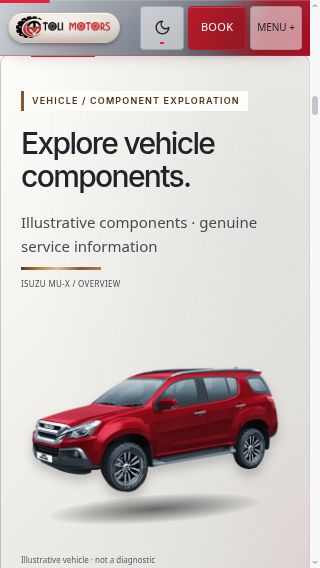 TOLI MOTORS
BOOK
MENU +
VEHICLE / COMPONENT EXPLORATION
Explore vehicle
components.
Illustrative components · genuine
service information
ISUZU MU-X / OVERVIEW
Illustrative vehicle · not a diagnostic